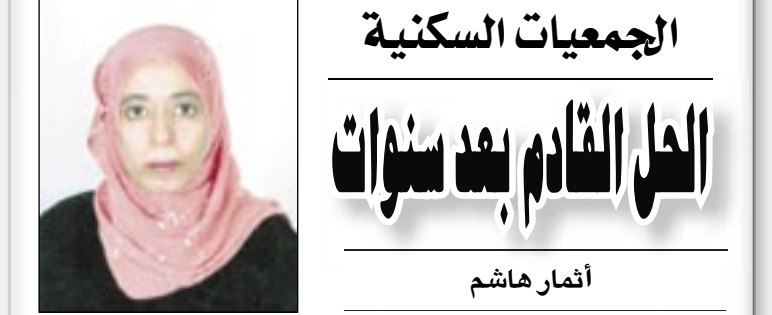 الجمعيات السكنية
الحل القادم بعد سنوات
أثمار هاشم